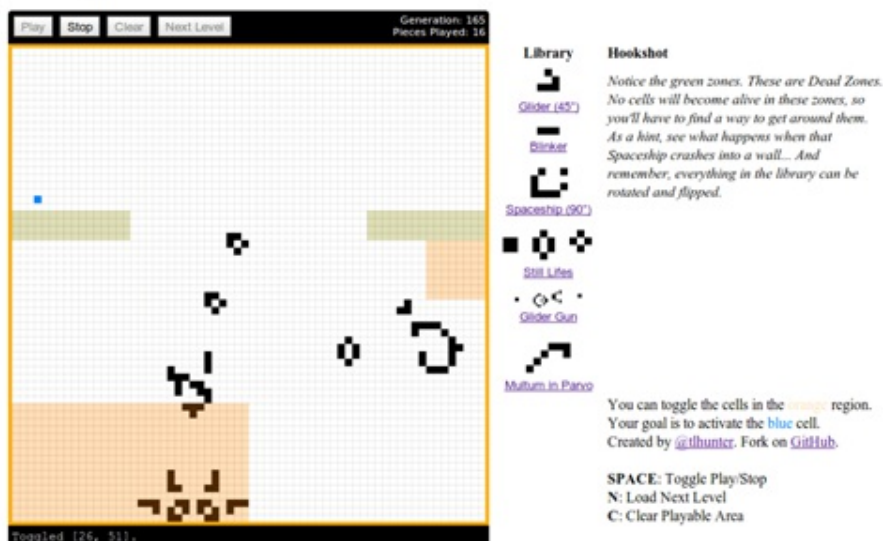 Play Stop Clear Next Level
Generation: 165
Pieces Played: 16
Library
Glider (45°)
Blinker
Spaceship (90°)
Still Lifes
Glider Gun
Multum in Parvo
Hookshot
Notice the green zones. These are Dead Zones.
No cells will become alive in these zones, so
you'll have to find a way to get around them.
As a hint, see what happens when that
Spaceship crashes into a wall... And
remember, everything in the library can be
rotated and flipped.
You can toggle the cells in the orange region.
Your goal is to activate the blue cell.
Created by @tlhunter. Fork on GitHub.
SPACE: Toggle Play/Stop
N: Load Next Level
C: Clear Playable Area
Toggled [26, 51].